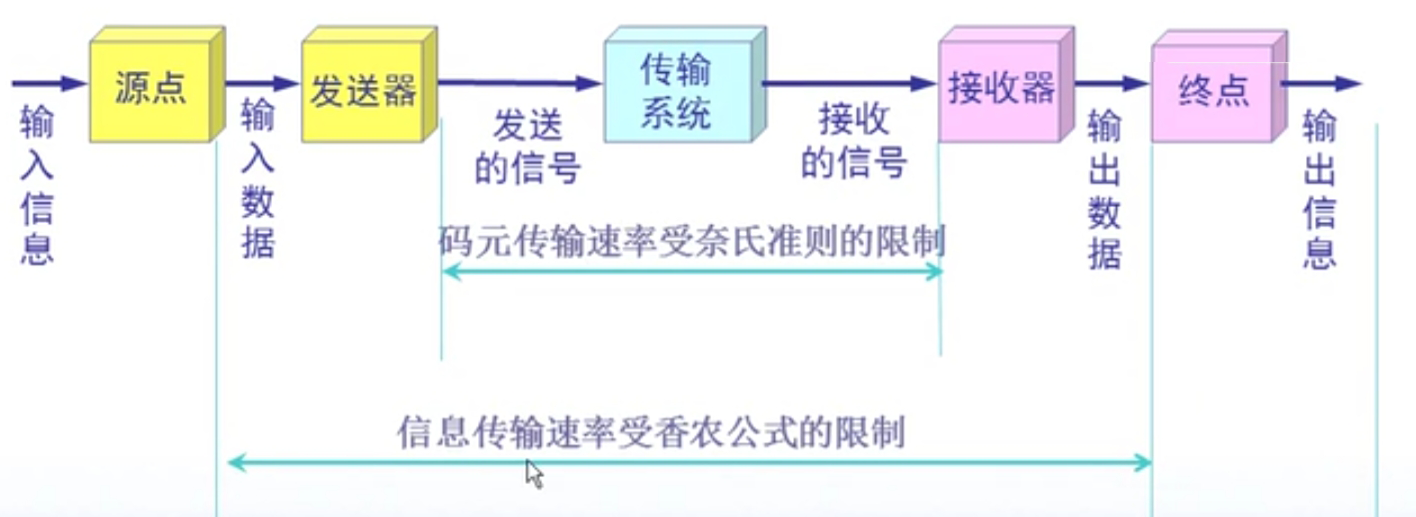 源点
发送器
传输
系统
接收器
终点
输入信息
输入数据
发送
的信号
接收
的信号
输出数据
输出信息
码元传输速率受奈氏准则的限制
信息传输速率受香农公式的限制